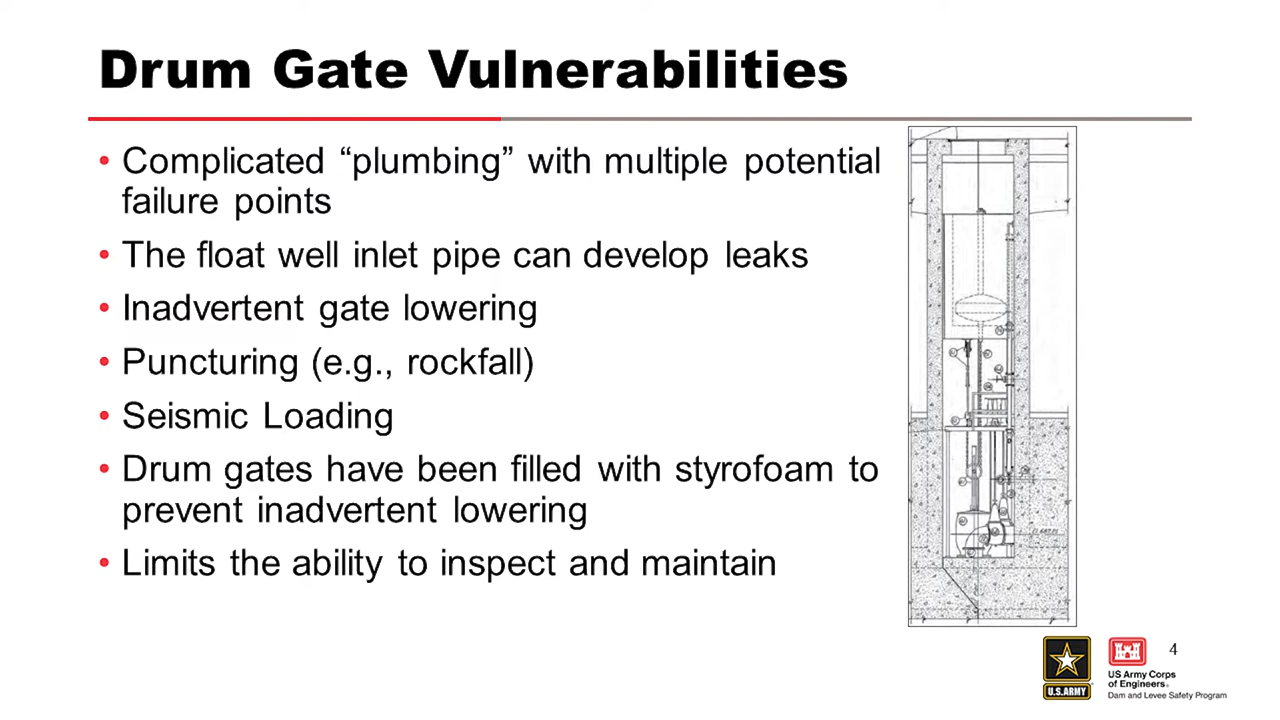 Drum Gate Vulnerabilities
• Complicated “plumbing” with multiple potential
failure points
• The float well inlet pipe can develop leaks
• Inadvertent gate lowering
• Puncturing (e.g., rockfall)
• Seismic Loading
• Drum gates have been filled with styrofoam to
prevent inadvertent lowering
• Limits the ability to inspect and maintain
4
U.S.ARMY
US Army Corps
of Engineers®
Dam and Levee Safety Program